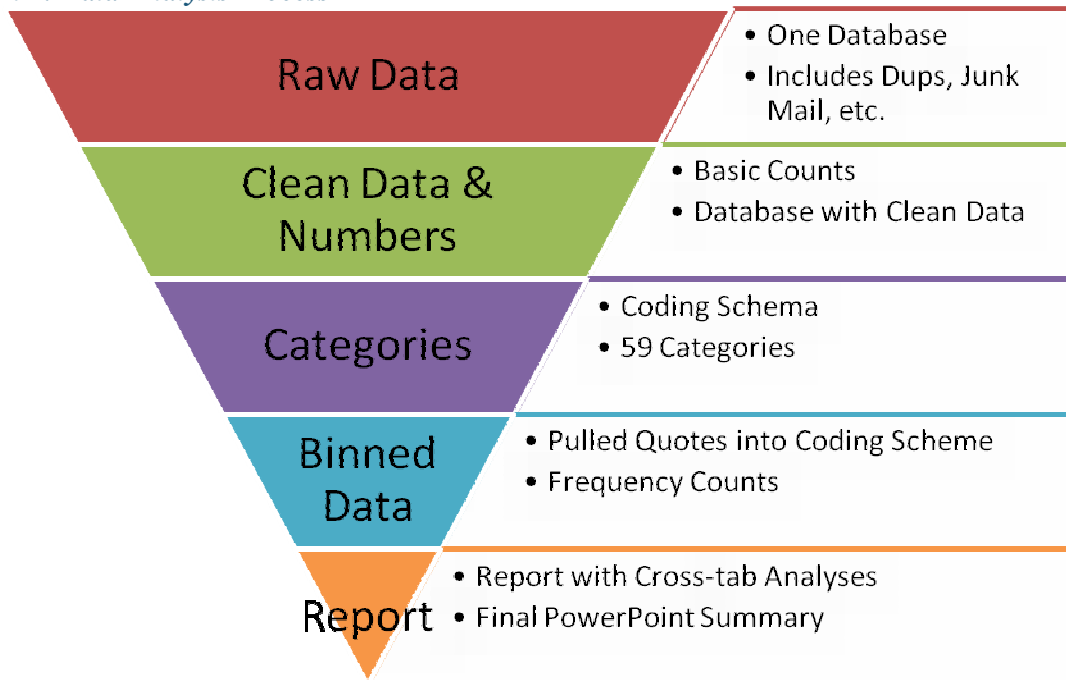 Raw Data
• One Database
• Includes Dups, Junk
Mail, etc.
Clean Data &
Numbers
• Basic Counts
• Database with Clean Data
Categories
• Coding Schema
• 59 Categories
Binned
Data
• Pulled Quotes into Coding Scheme
• Frequency Counts
Report
• Report with Cross-tab Analyses
• Final PowerPoint Summary